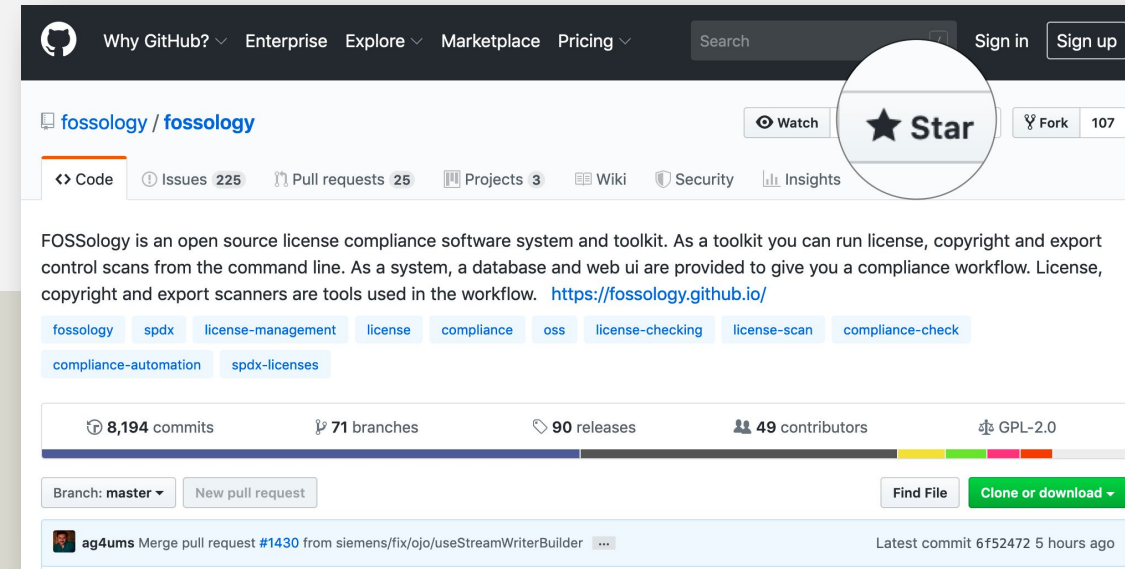 Why GitHub? Enterprise Explore Marketplace Pricing Search / Sign in Sign up
fossology / fossology Watch Star Fork 107
Code Issues 225 Pull requests 25 Projects 3 Wiki Security Insights
FOSSology is an open source license compliance software system and toolkit. As a toolkit you can run license, copyright and export
control scans from the command line. As a system, a database and web ui are provided to give you a compliance workflow. License,
copyright and export scanners are tools used in the workflow. https://fossology.github.io/
fossology spdx license-management license compliance oss license-checking license-scan compliance-check
compliance-automation spdx-licenses
8,194 commits 71 branches 90 releases 49 contributors GPL-2.0
Branch: master New pull request Find File Clone or download
ag4ums Merge pull request #1430 from siemens/fix/ojo/useStreamWriterBuilder ... Latest commit 6f52472 5 hours ago